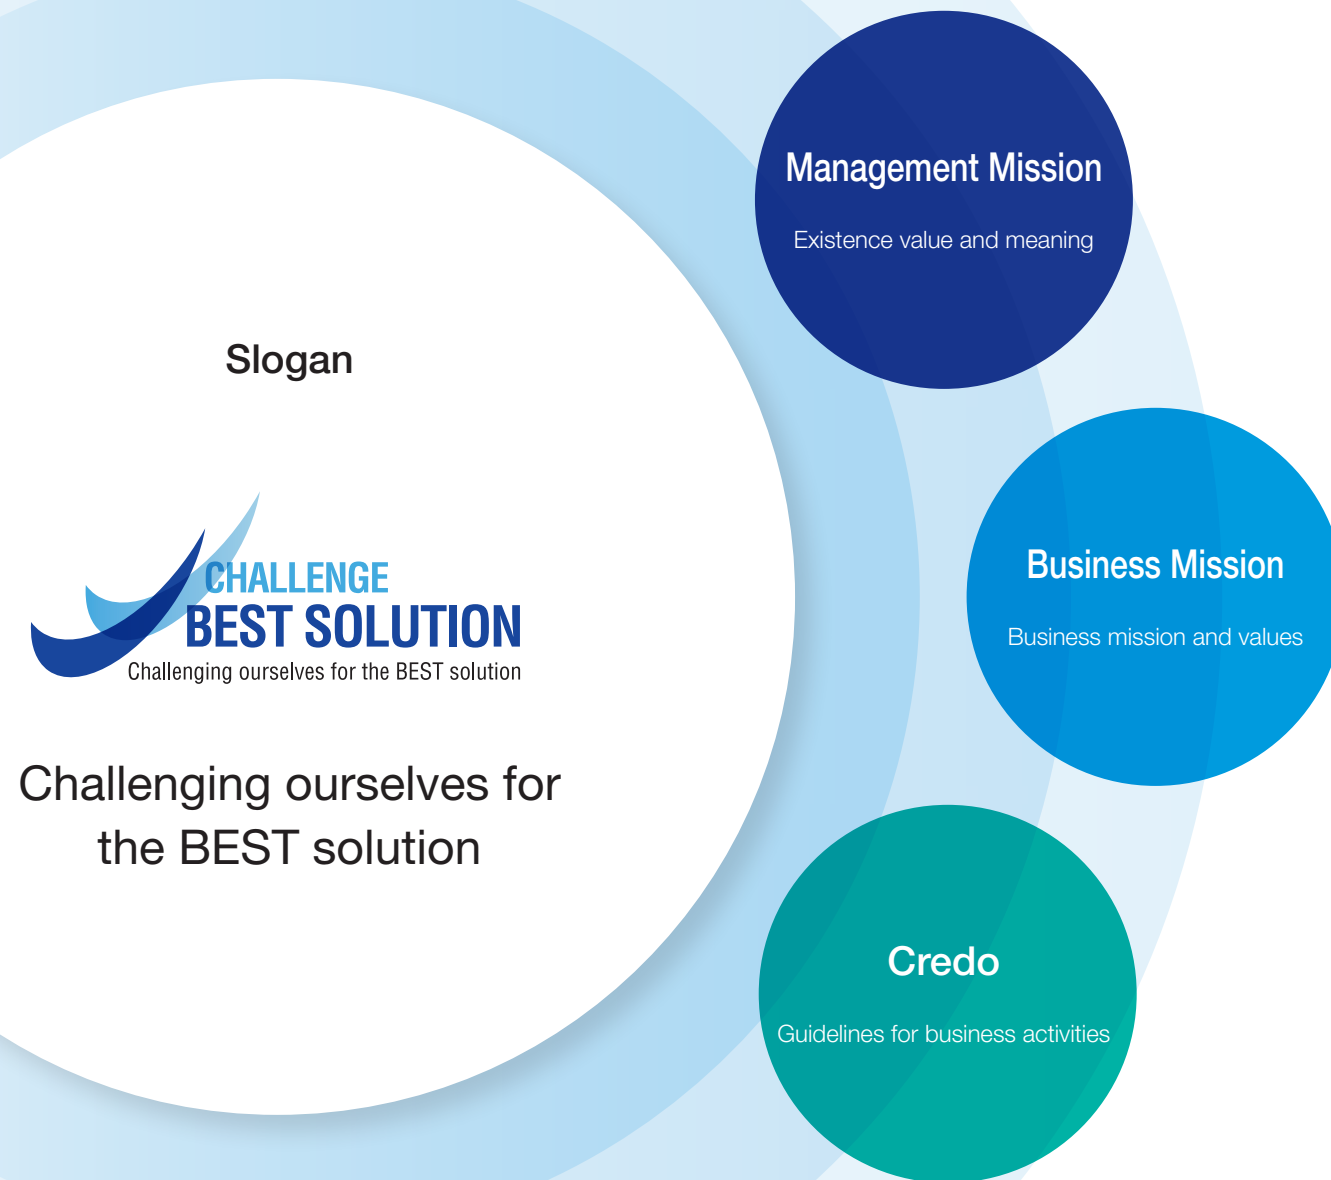 Slogan
CHALLENGE
BEST SOLUTION
Challenging ourselves for the BEST solution
Challenging ourselves for
the BEST solution
Management Mission
Existence value and meaning
Business Mission
Business mission and values
Credo
Guidelines for business activities